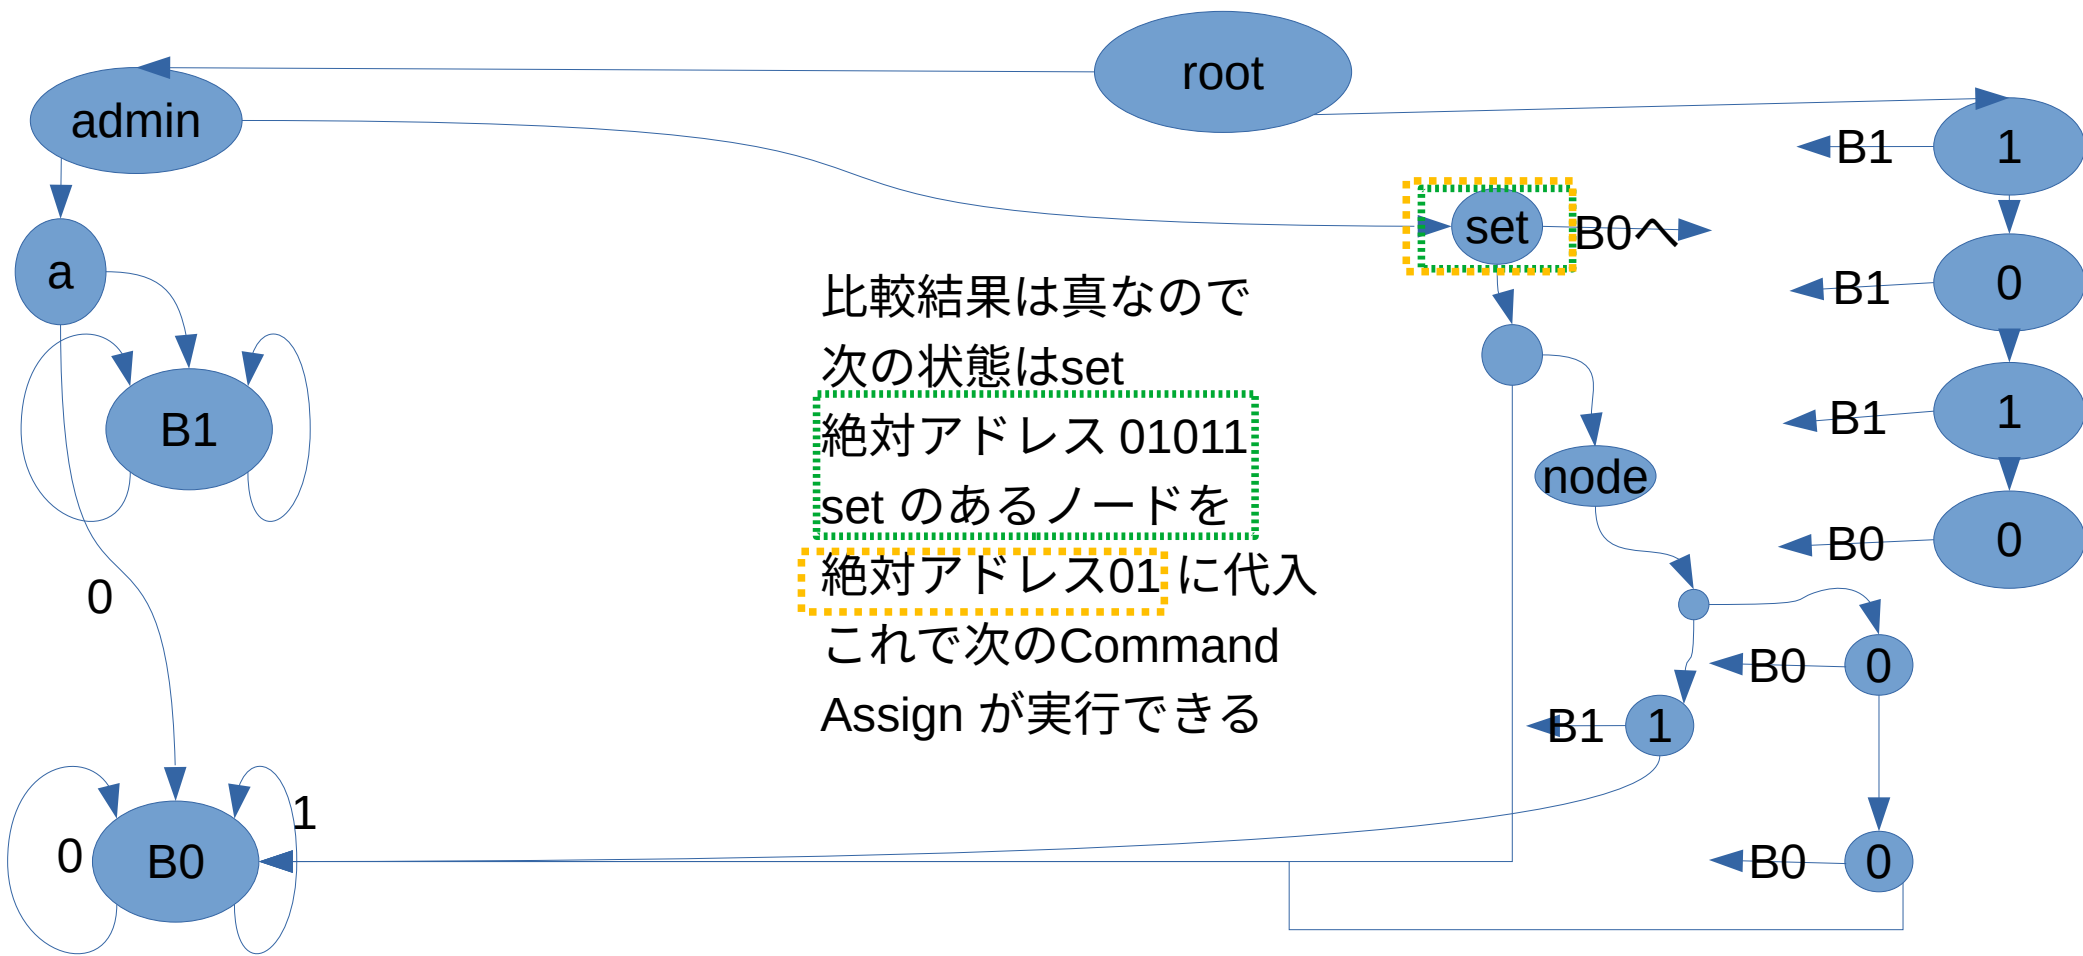 root
admin
1
B1
set
B0へ
a
0
B1
比較結果は真なので
次の状態はset
1
B1
B1
絶対アドレス 01011
node
set のあるノードを
0
B0
絶対アドレス01 に代入
0
これで次のCommand
0
B0
Assign が実行できる
1
B1
1
0
B0
0
B0